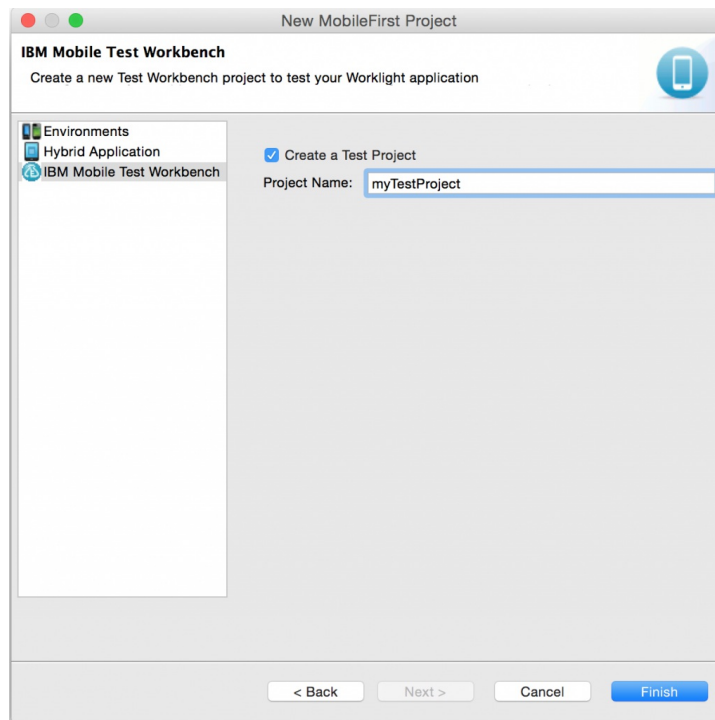 New MobileFirst Project
IBM Mobile Test Workbench
Create a new Test Workbench project to test your Worklight application
Environments
Hybrid Application
IBM Mobile Test Workbench
Create a Test Project
Project Name: myTestProject
< Back Next > Cancel Finish